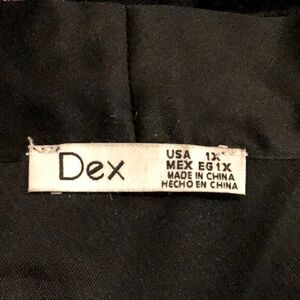 Dex
USA 1X
MEX EG1X
MADE IN CHINA
HECHO EN CHINA